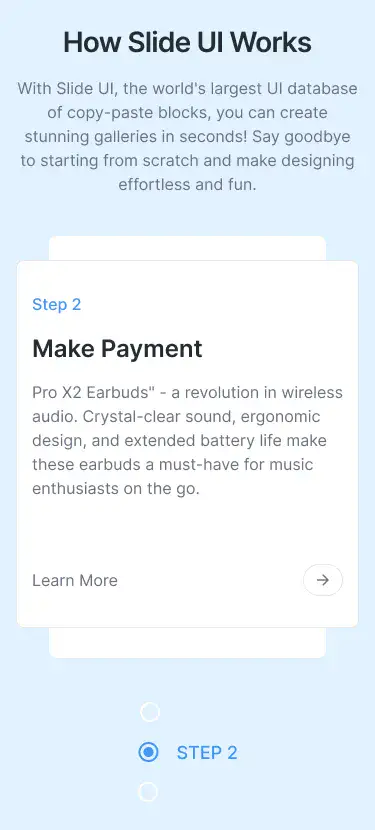 How Slide UI Works
With Slide UI, the world's largest UI database
of copy-paste blocks, you can create
stunning galleries in seconds! Say goodbye
to starting from scratch and make designing
effortless and fun.
Step 2
Make Payment
Pro X2 Earbuds" - a revolution in wireless
audio. Crystal-clear sound, ergonomic
design, and extended battery life make
these earbuds a must-have for music
enthusiasts on the go.
Learn More
STEP 2